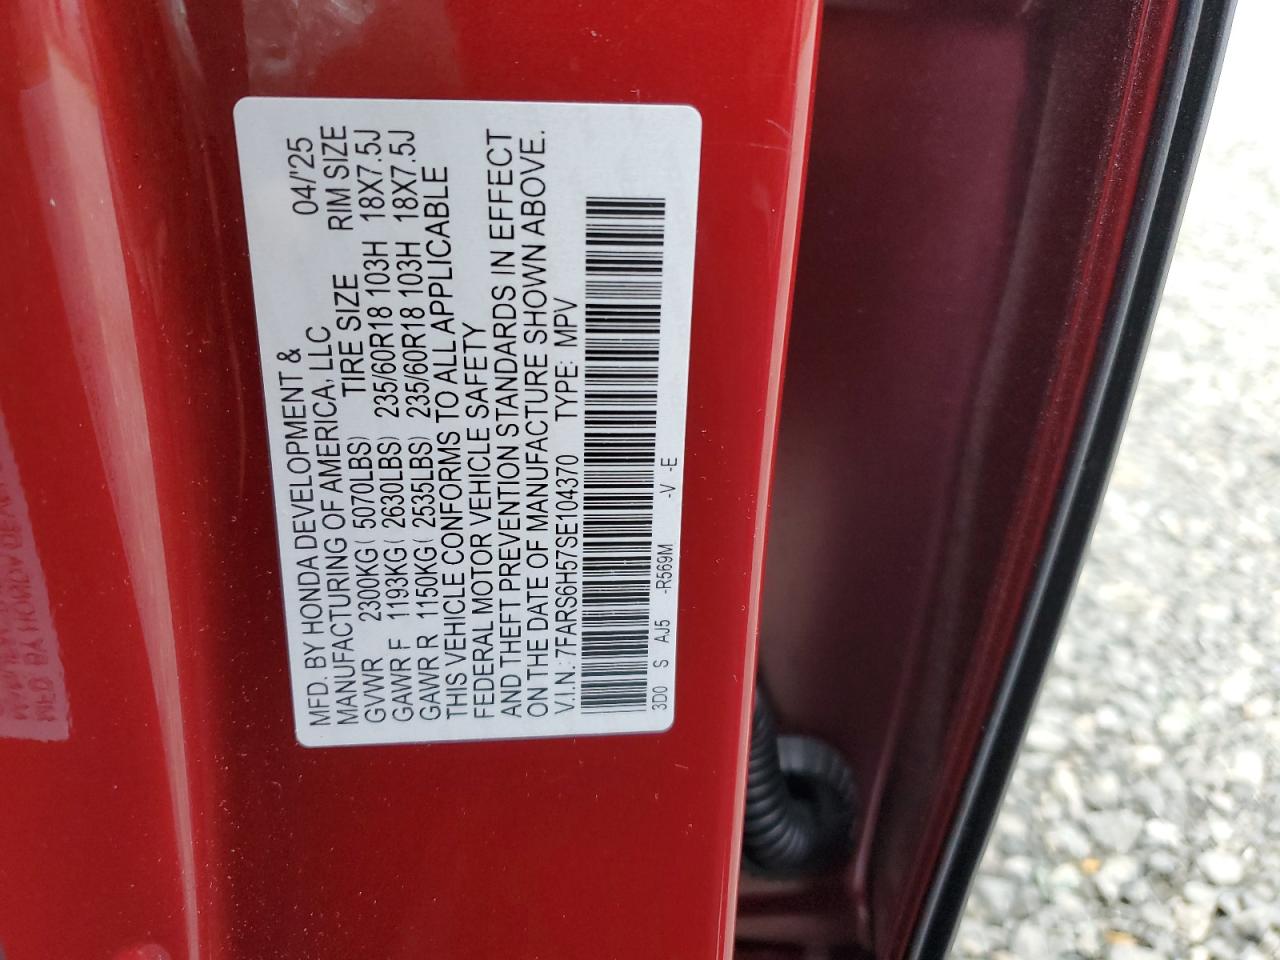 MFD. BY HONDA DEVELOPMENT & 04/'25
MANUFACTURING OF AMERICA, LLC
TIRE SIZE RIM SIZE
GVWR 2300KG( 5070LBS)
GAWR F 1193KG( 2630LBS) 235/60R18 103H 18X7.5J
GAWR R 1150KG( 2535LBS) 235/60R18 103H 18X7.5J
THIS VEHICLE CONFORMS TO ALL APPLICABLE
FEDERAL MOTOR VEHICLE SAFETY
AND THEFT PREVENTION STANDARDS IN EFFECT
ON THE DATE OF MANUFACTURE SHOWN ABOVE.
V.I.N.: 7FARS6H57SE104370 TYPE: MPV
3D0 S AJ5 -R569M -V -E